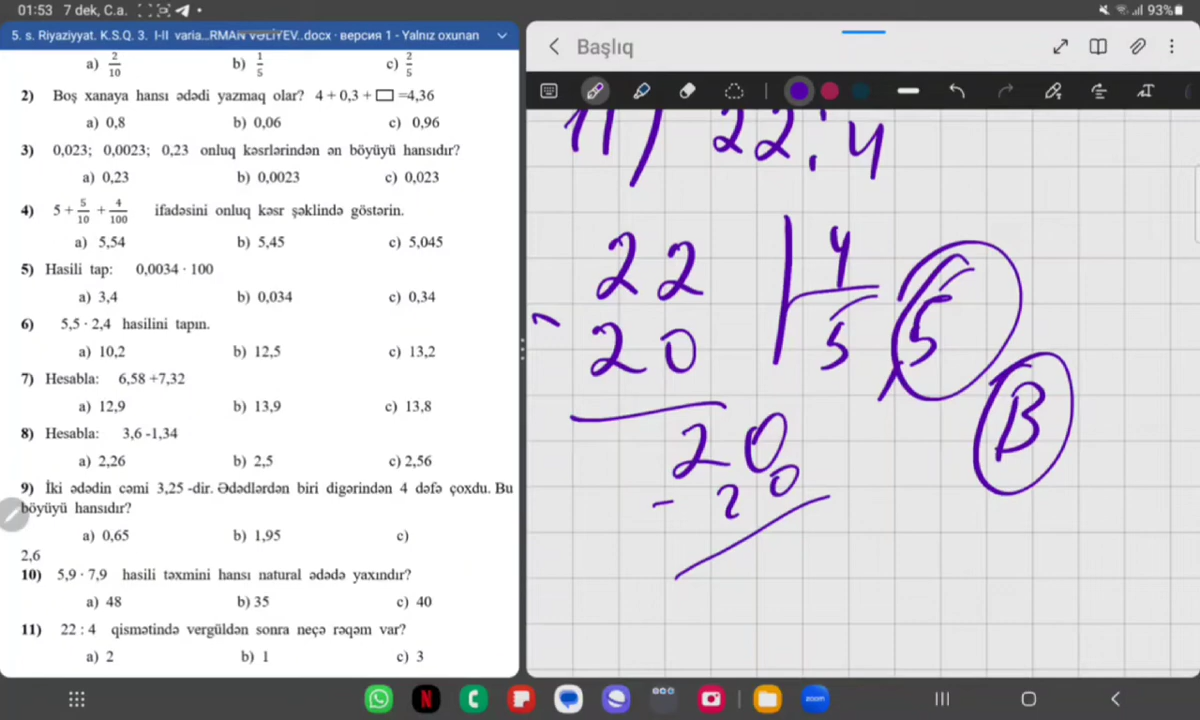 01:53 7 dek, C.a. 93%
5. s. Riyaziyyat. K.S.Q. 3. I-II varia...RMAN VƏLİYEV..docx · версия 1 - Yalnız oxunan
a) 2/10 b) 1/5 c) 2/5
2) Boş xanaya hansı ədədi yazmaq olar? 4 + 0,3 + □ =4,36
a) 0,8 b) 0,06 c) 0,96
3) 0,023; 0,0023; 0,23 onluq kəsrlərindən ən böyüyü hansıdır?
a) 0,23 b) 0,0023 c) 0,023
4) 5 + 5/10 + 4/100 ifadəsini onluq kəsr şəklində göstərin.
a) 5,54 b) 5,45 c) 5,045
5) Hasili tap: 0,0034 · 100
a) 3,4 b) 0,034 c) 0,34
6) 5,5 · 2,4 hasilini tapın.
a) 10,2 b) 12,5 c) 13,2
7) Hesabla: 6,58 +7,32
a) 12,9 b) 13,9 c) 13,8
8) Hesabla: 3,6 -1,34
a) 2,26 b) 2,5 c) 2,56
9) İki ədədin cəmi 3,25 -dir. Ədədlərdən biri digərindən 4 dəfə çoxdu. Bu
böyüyü hansıdır?
a) 0,65 b) 1,95 c)
2,6
10) 5,9 · 7,9 hasili təxmini hansı natural ədədə yaxındır?
a) 48 b) 35 c) 40
11) 22 : 4 qismətində vergüldən sonra neçə rəqəm var?
a) 2 b) 1 c) 3
Başlıq
11) 22:4
22 4
- 20 5,5
B
20
- 20
zoom